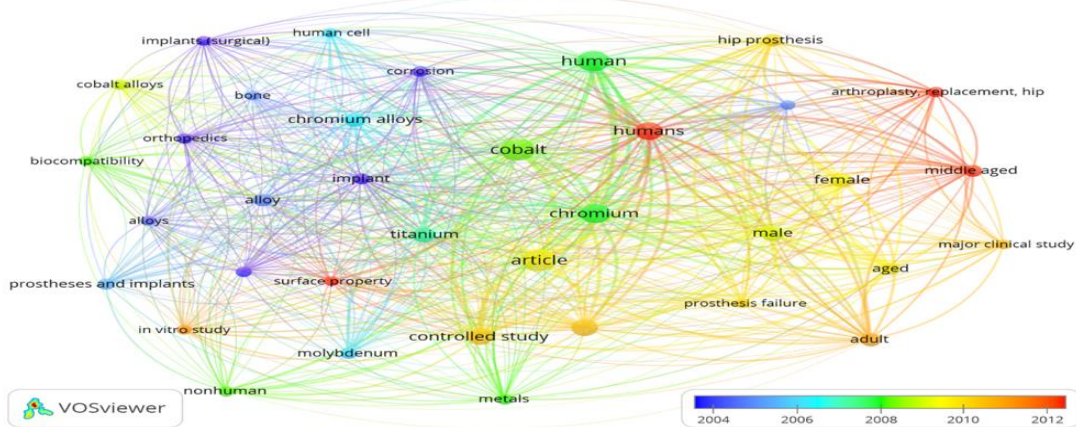 implants (surgical)
human cell
hip prosthesis
human
corrosion
cobalt alloys
bone
arthroplasty, replacement, hip
chromium alloys
humans
orthopedics
cobalt
biocompatibility
middle aged
implant
female
alloy
chromium
alloys
titanium
male
major clinical study
article
aged
prostheses and implants
surface property
prosthesis failure
in vitro study
controlled study
adult
molybdenum
nonhuman
metals
VOSviewer
2004 2006 2008 2010 2012